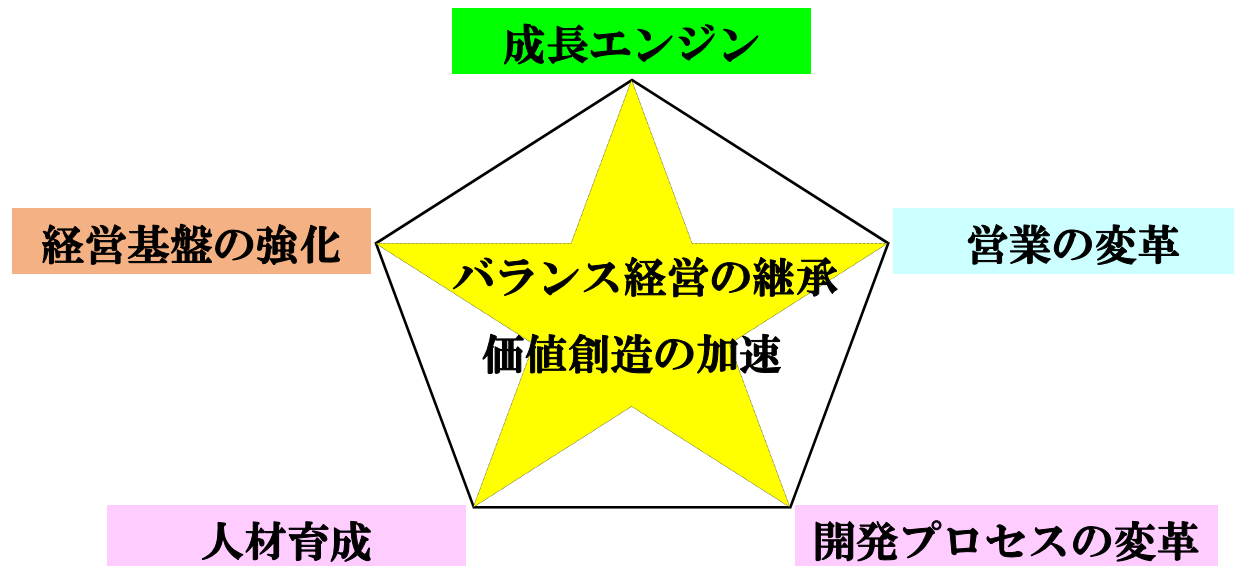 成長エンジン
経営基盤の強化
営業の変革
バランス経営の継承
価値創造の加速
人材育成
開発プロセスの変革